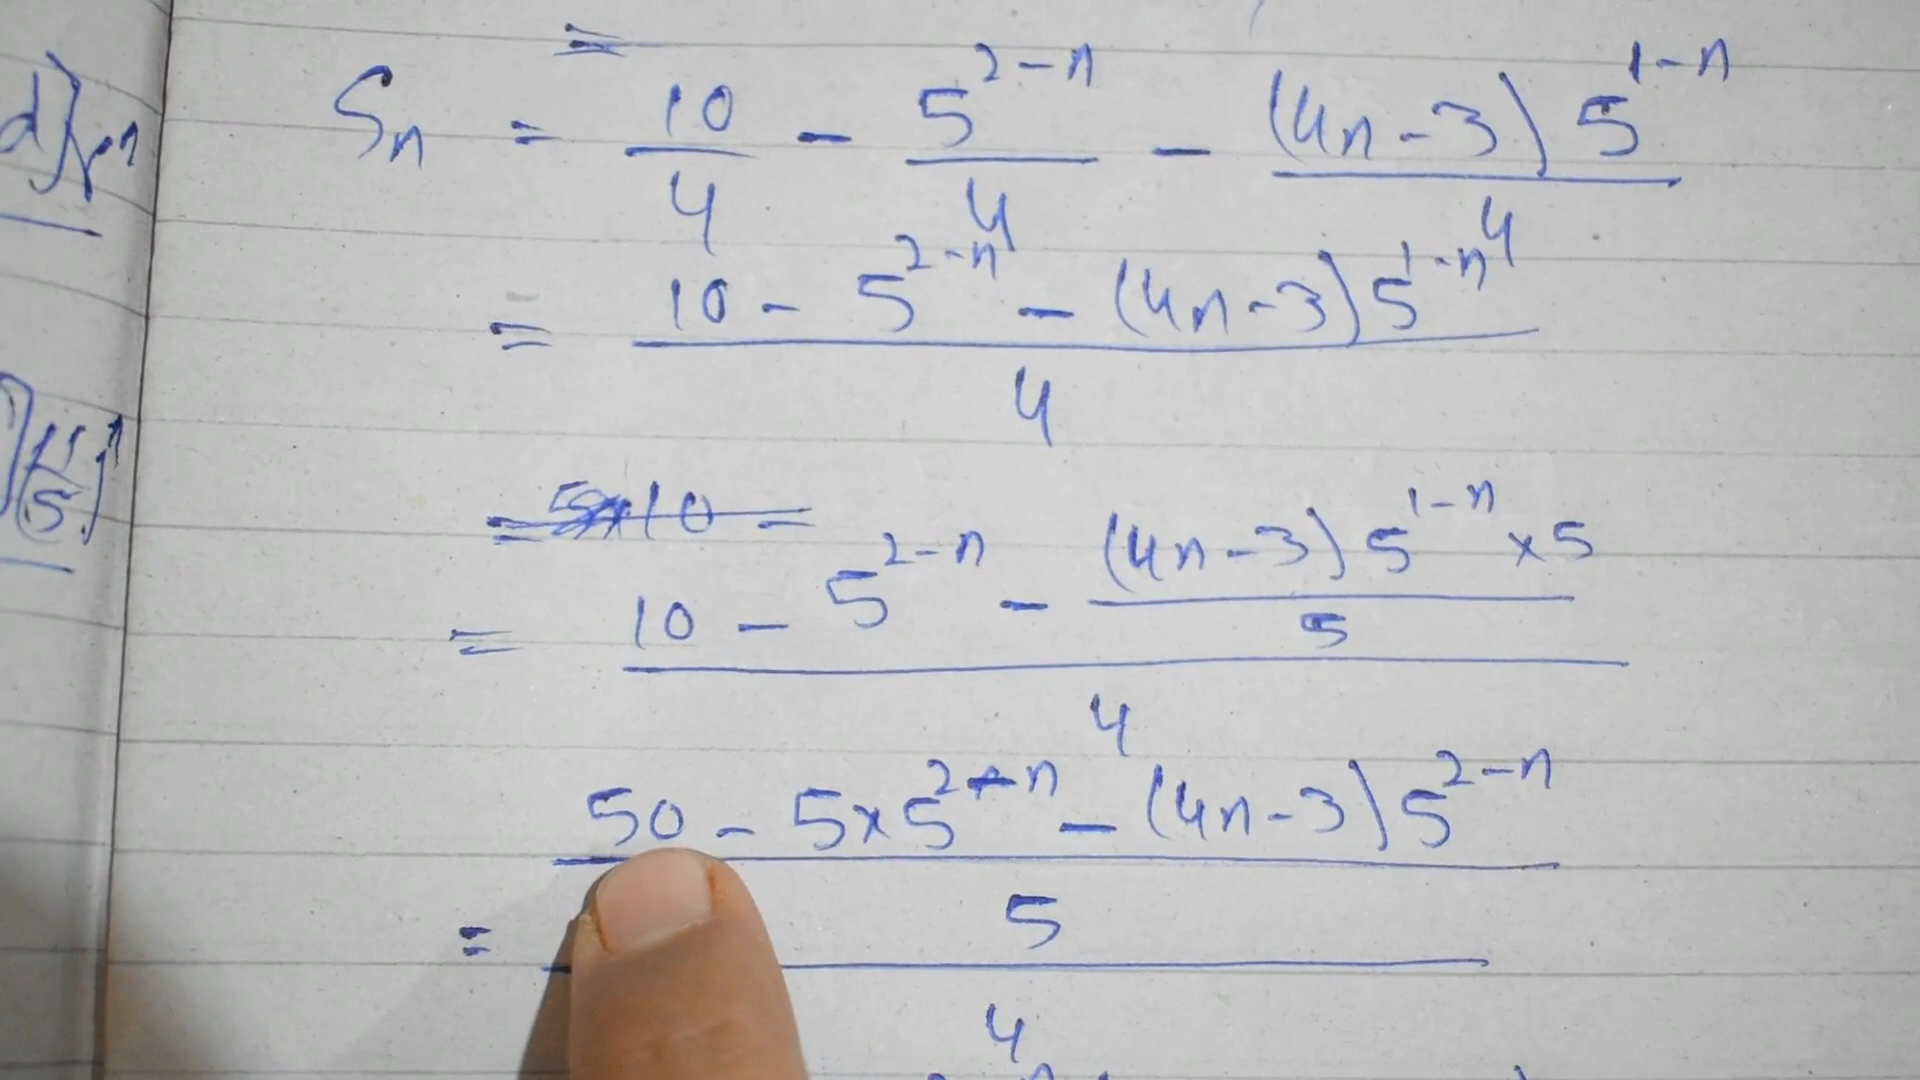 S_n = 10/4 - 5^(2-n)/4 - (4n-3)5^(1-n)/4
= (10 - 5^(2-n) - (4n-3)5^(1-n))/4
= (10 - 5^(2-n) - ((4n-3)5^(1-n) × 5)/5)/4
= ((50 - 5×5^(2-n) - (4n-3)5^(2-n))/5)/4